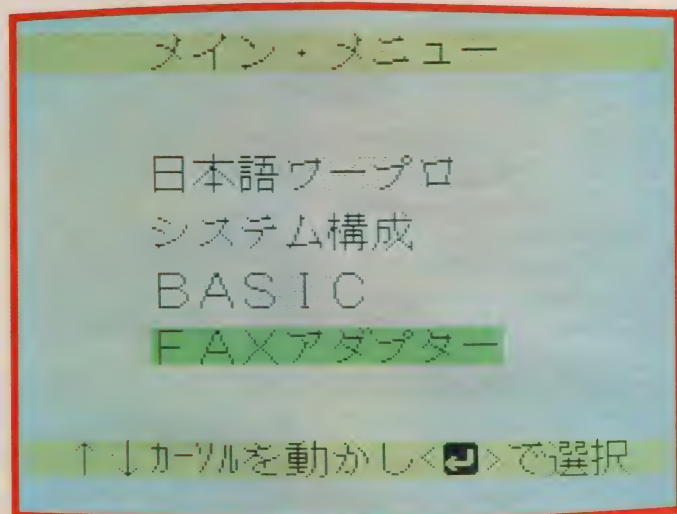 メイン・メニュー
日本語ワープロ
システム構成
BASIC
FAXアダプター
↑↓カーソルを動かし<↵>で選択